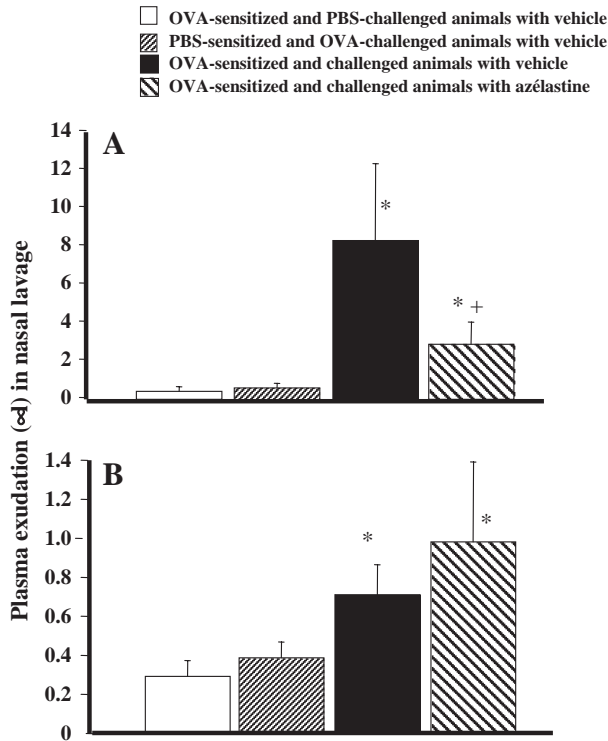 OVA-sensitized and PBS-challenged animals with vehicle
PBS-sensitized and OVA-challenged animals with vehicle
OVA-sensitized and challenged animals with vehicle
OVA-sensitized and challenged animals with azélastine
A
14
12
10
8
6
4
2
0
*
* +
Plasma exudation ( ) in nasal lavage
B
1.4
1.2
1.0
0.8
0.6
0.4
0.2
0
*
*